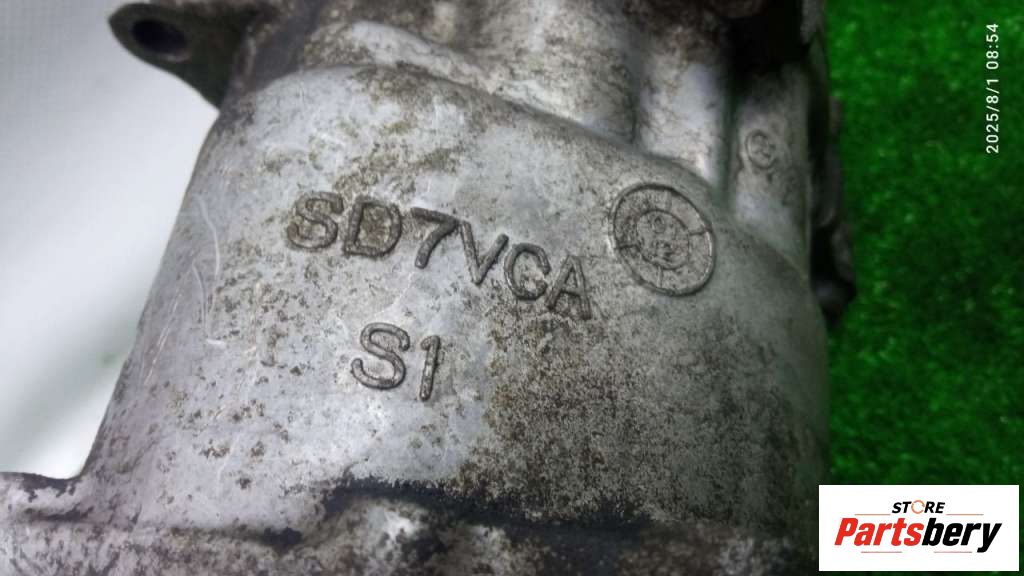 SD7VCA
S1
2025/8/1 08:54
STORE
Partsbery